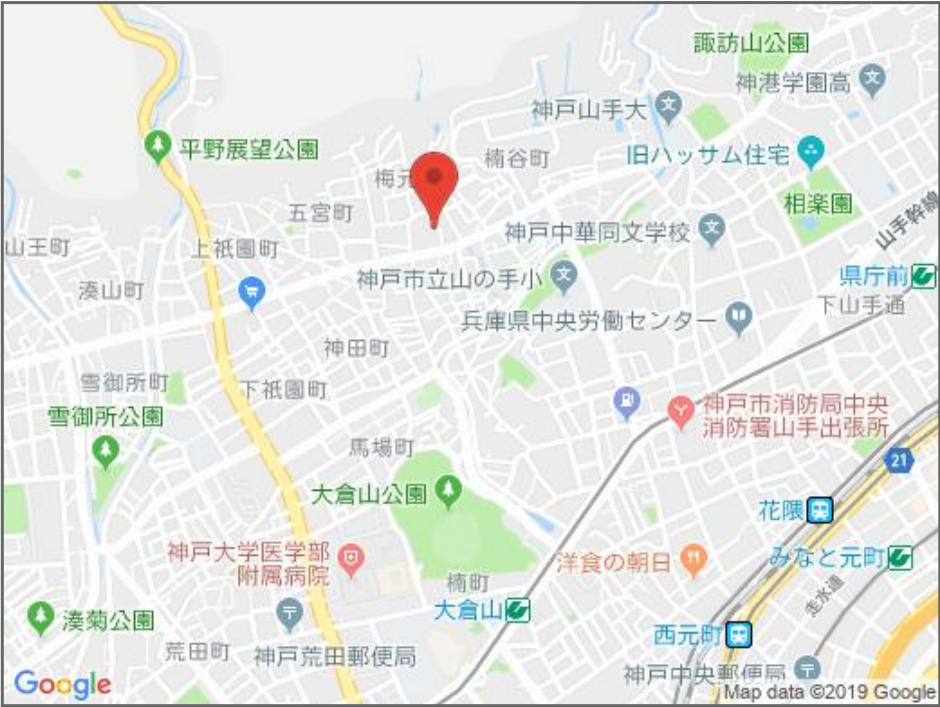 諏訪山公園
神港学園高
神戸山手大
平野展望公園
楠谷町
旧ハッサム住宅
梅元
五宮町
相楽園
神戸中華同文学校
山手幹線
山王町
上祇園町
神戸市立山の手小
県庁前
湊山町
下山手通
兵庫県中央労働センター
神田町
雪御所町
下祇園町
雪御所公園
神戸市消防局中央
消防署山手出張所
馬場町
21
大倉山公園
花隈
神戸大学医学部
附属病院
洋食の朝日
みなと元町
楠町
走水通
大倉山
湊菊公園
西元町
荒田町
神戸荒田郵便局
神戸中央郵便局
Google
Map data ©2019 Google